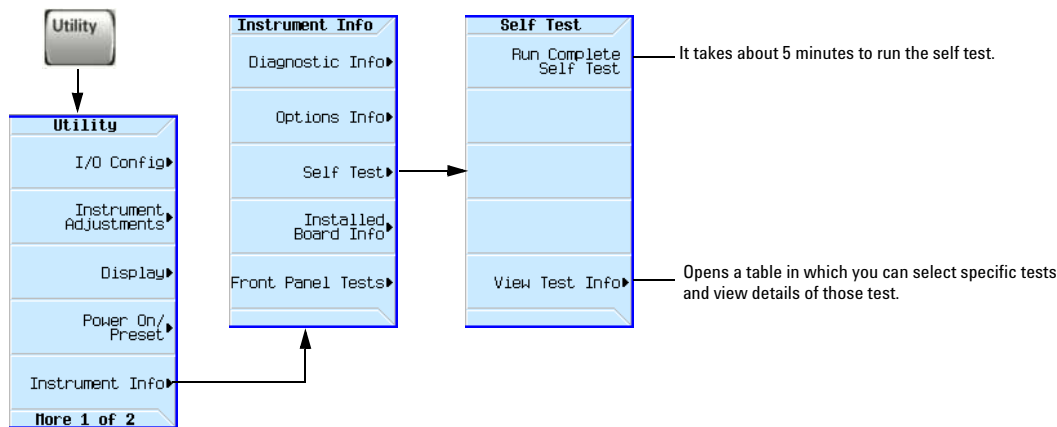 Utility
Utility
I/O Config
Instrument
Adjustments
Display
Power On/
Preset
Instrument Info
More 1 of 2
Instrument Info
Diagnostic Info
Options Info
Self Test
Installed
Board Info
Front Panel Tests
Self Test
Run Complete
Self Test
View Test Info
It takes about 5 minutes to run the self test.
Opens a table in which you can select specific tests
and view details of those test.